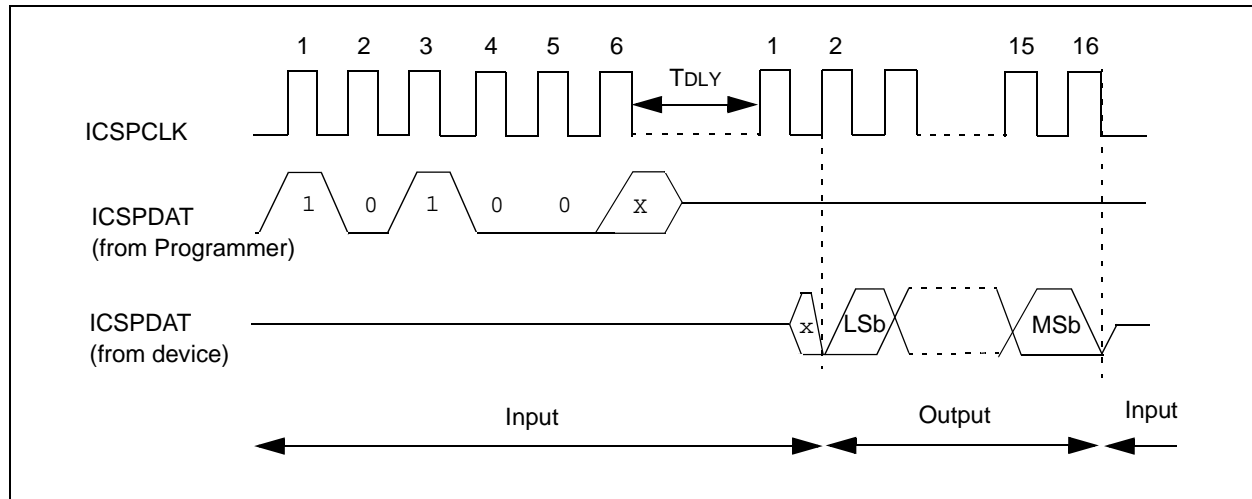 1 2 3 4 5 6 1 2 15 16
TDLY
ICSPCLK
1 0 1 0 0 x
ICSPDAT
(from Programmer)
ICSPDAT
(from device)
x LSb MSb
Input Output Input